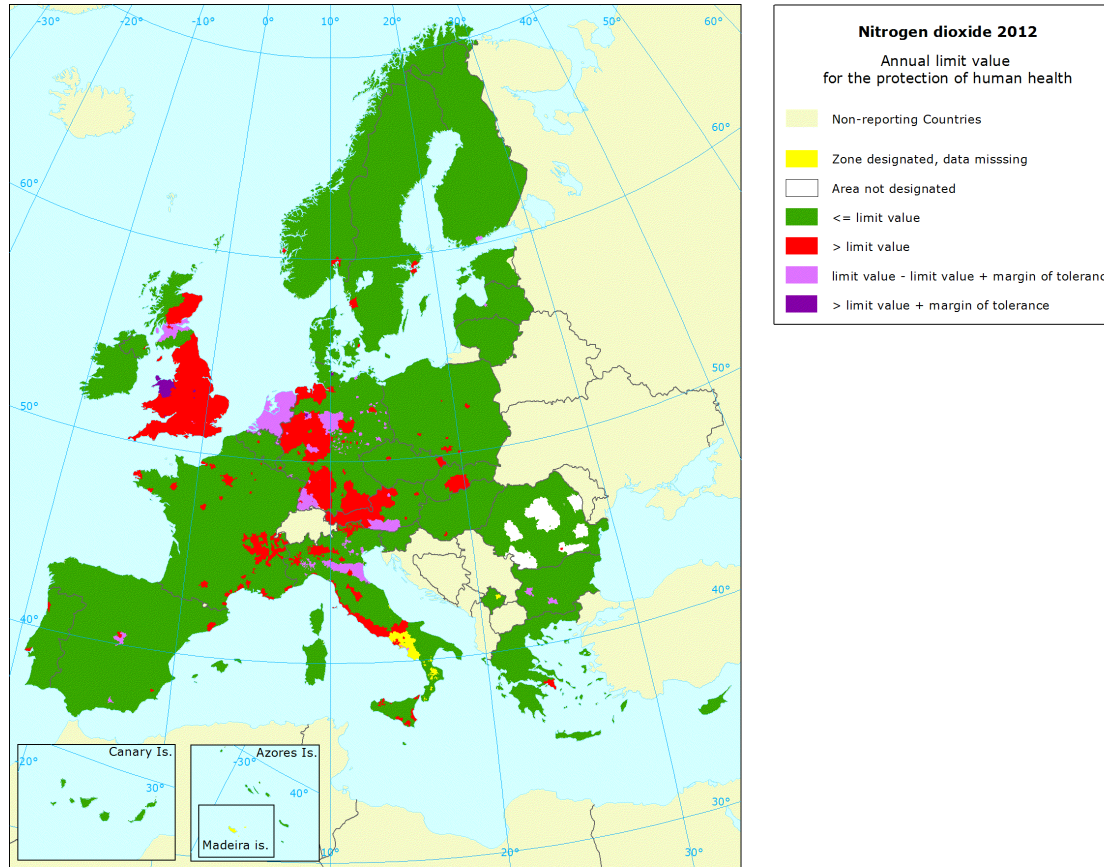 -30° -20° -10° 0° 10° 20° 30° 40° 50°
60°
60°
50°
50°
40°
40°
30°
Canary Is.
-20°
30°
Azores Is.
-30°
40°
Madeira is.
10°
20°
30°
Nitrogen dioxide 2012
Annual limit value
for the protection of human health
Non-reporting Countries
Zone designated, data misssing
Area not designated
<= limit value
> limit value
limit value - limit value + margin of toleranc
> limit value + margin of tolerance